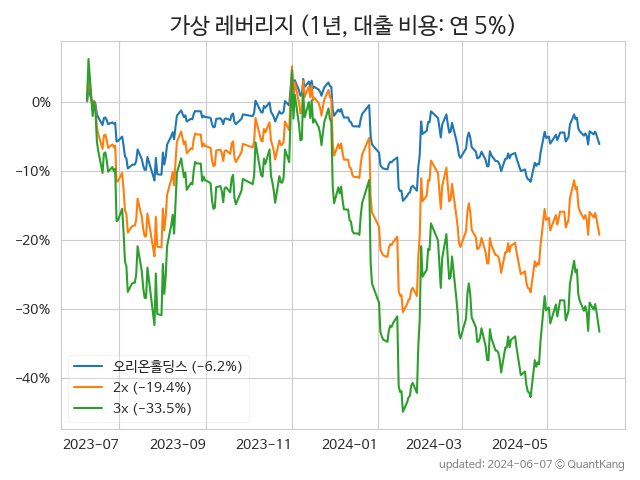 가상 레버리지 (1년, 대출 비용: 연 5%)
0%
−10%
−20%
−30%
−40%
오리온홀딩스 (−6.2%)
2x (−19.4%)
3x (−33.5%)
2023-07 2023-09 2023-11 2024-01 2024-03 2024-05
updated: 2024-06-07 © QuantKang